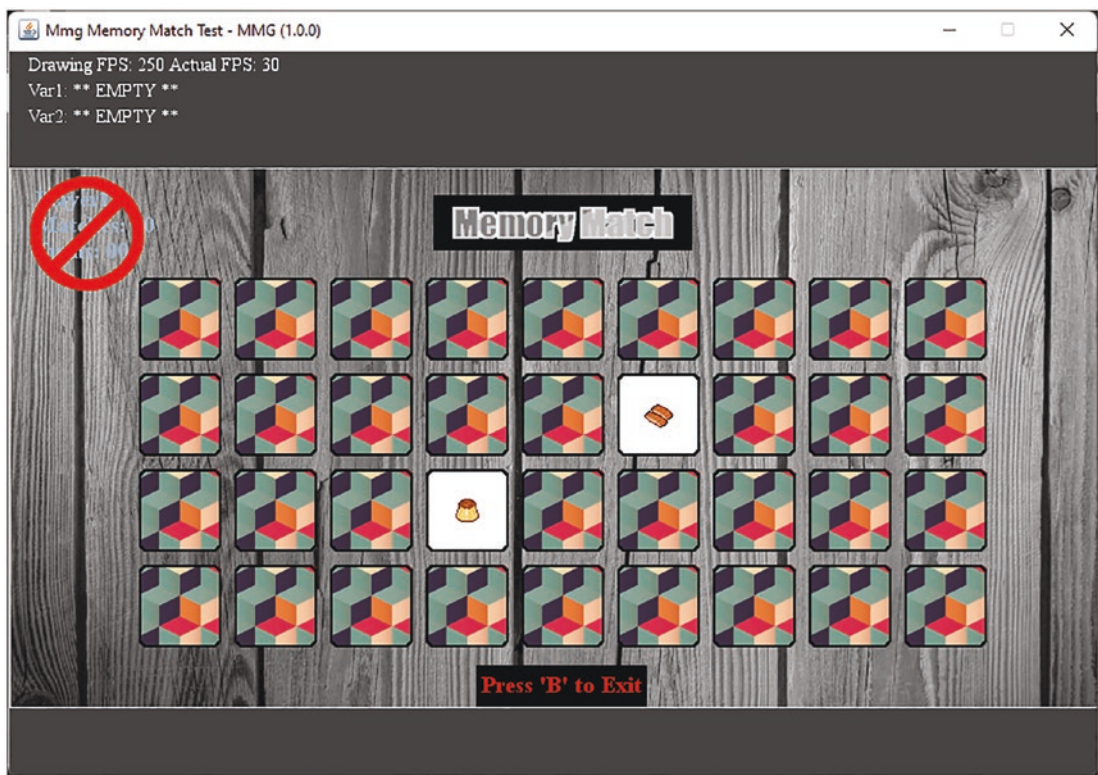 Mmg Memory Match Test - MMG (1.0.0)
Drawing FPS: 250 Actual FPS: 30
Var1: ** EMPTY **
Var2: ** EMPTY **
Memory Match
Press 'B' to Exit